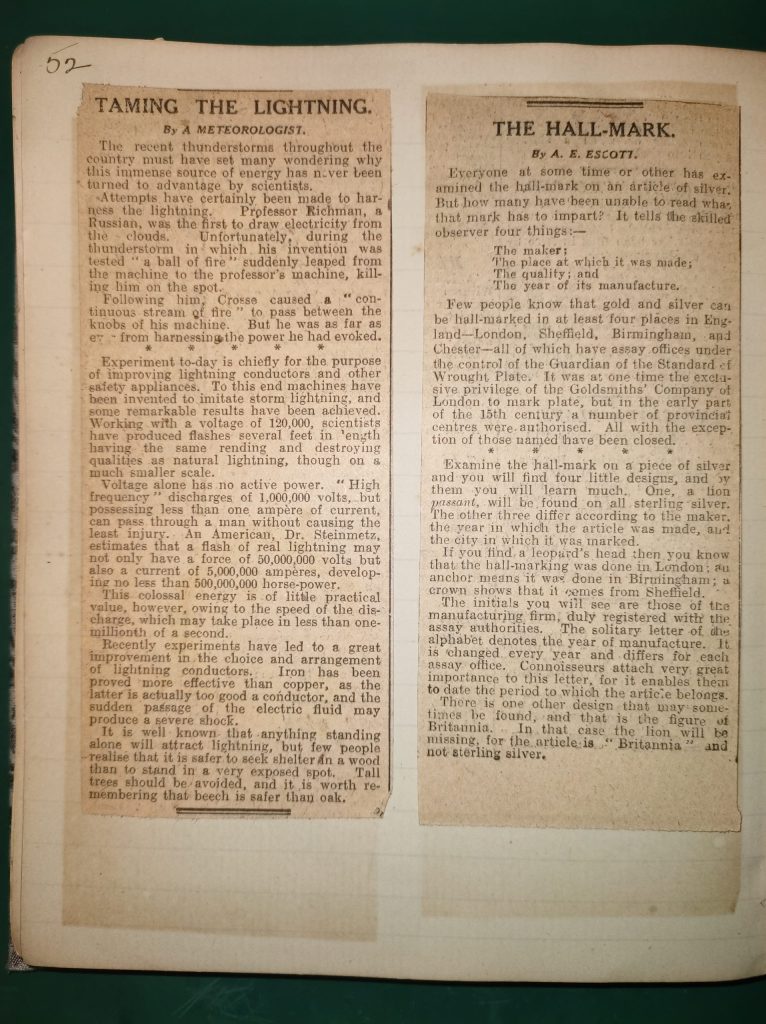 52
TAMING THE LIGHTNING.
By A METEOROLOGIST.
The recent thunderstorms throughout the
country must have set many wondering why
this immense source of energy has never been
turned to advantage by scientists.
Attempts have certainly been made to har-
ness the lightning. Professor Richman, a
Russian, was the first to draw electricity from
the clouds. Unfortunately, during the
thunderstorm in which his invention was
tested " a ball of fire " suddenly leaped from
the machine to the professor's machine, kill-
ing him on the spot.
Following him, Crosse caused a " con-
tinuous stream of fire " to pass between the
knobs of his machine. But he was as far as
from harnessing the power he had evoked.
* * * * *
Experiment to-day is chiefly for the purpose
of improving lightning conductors and other
safety appliances. To this end machines have
been invented to imitate storm lightning, and
some remarkable results have been achieved.
Working with a voltage of 120,000, scientists
have produced flashes several feet in length
having the same rending and destroying
qualities as natural lightning, though on a
much smaller scale.
Voltage alone has no active power. " High
frequency " discharges of 1,000,000 volts, but
possessing less than one ampère of current,
can pass through a man without causing the
least injury. An American, Dr. Steinmetz,
estimates that a flash of real lightning may
not only have a force of 50,000,000 volts but
also a current of 5,000,000 ampères, develop-
ing no less than 500,000,000 horse-power.
This colossal energy is of little practical
value, however, owing to the speed of the dis-
charge, which may take place in less than one-
millionth of a second.
Recently experiments have led to a great
improvement in the choice and arrangement
of lightning conductors. Iron has been
proved more effective than copper, as the
latter is actually too good a conductor, and the
sudden passage of the electric fluid may
produce a severe shock.
It is well known that anything standing
alone will attract lightning, but few people
realise that it is safer to seek shelter in a wood
than to stand in a very exposed spot. Tall
trees should be avoided, and it is worth re-
membering that beech is safer than oak.
THE HALL-MARK.
By A. E. ESCOTT.
Everyone at some time or other has ex-
amined the hall-mark on an article of silver.
But how many have been unable to read what
that mark has to impart? It tells the skilled
observer four things:—
The maker;
The place at which it was made;
The quality; and
The year of its manufacture.
Few people know that gold and silver can
be hall-marked in at least four places in Eng-
land—London, Sheffield, Birmingham, and
Chester—all of which have assay offices under
the control of the Guardian of the Standard of
Wrought Plate. It was at one time the exclu-
sive privilege of the Goldsmiths' Company of
London to mark plate, but in the early part
of the 15th century a number of provincial
centres were authorised. All with the excep-
tion of those named have been closed.
* * * * *
Examine the hall-mark on a piece of silver
and you will find four little designs, and by
them you will learn much. One, a lion
passant, will be found on all sterling silver.
The other three differ according to the maker,
the year in which the article was made, and
the city in which it was marked.
If you find a leopard's head then you know
that the hall-marking was done in London; an
anchor means it was done in Birmingham; a
crown shows that it comes from Sheffield.
The initials you will see are those of the
manufacturing firm, duly registered with the
assay authorities. The solitary letter of the
alphabet denotes the year of manufacture. It
is changed every year and differs for each
assay office. Connoisseurs attach very great
importance to this letter, for it enables them
to date the period to which the article belongs.
There is one other design that may some-
times be found, and that is the figure of
Britannia. In that case the lion will be
missing, for the article is " Britannia " and
not sterling silver.